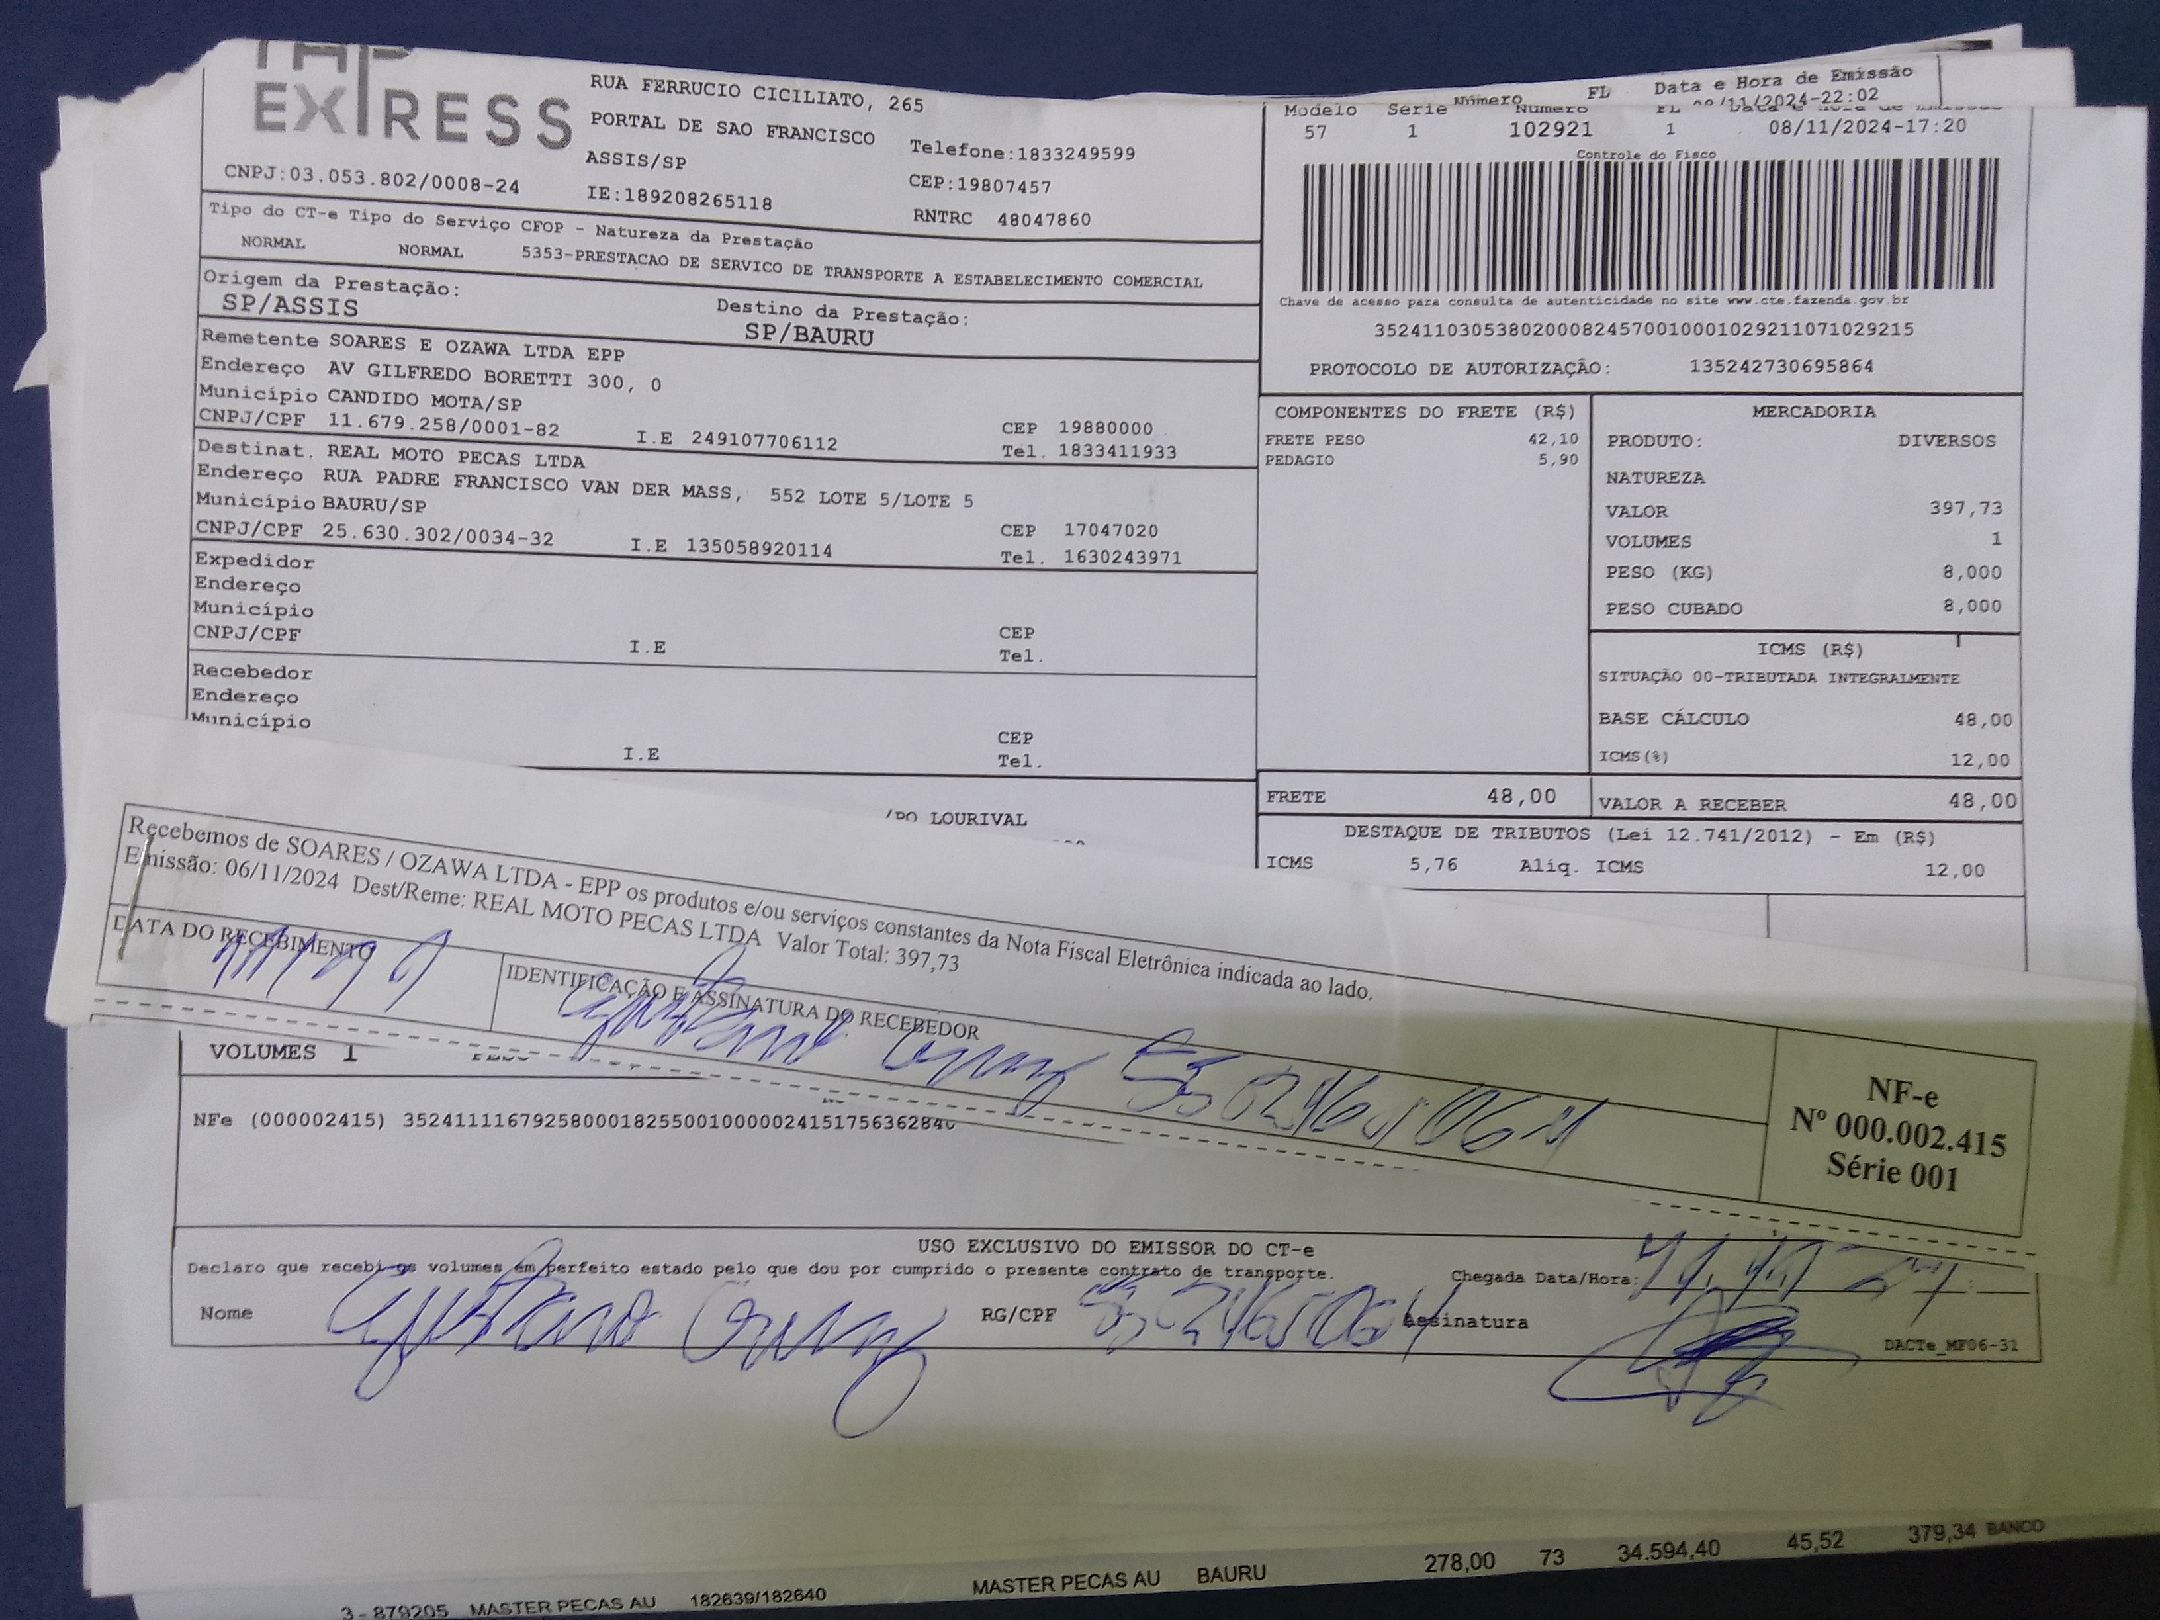 EXPRESS
RUA FERRUCIO CICILIATO, 265
PORTAL DE SAO FRANCISCO
ASSIS/SP
Telefone:1833249599
CNPJ:03.053.802/0008-24
IE:189208265118
CEP:19807457
RNTRC 48047860
Número FL Data e Hora de Emissão
/11/2024-22:02
Modelo Serie Número FL
57 1 102921 1 08/11/2024-17:20
Controle do Fisco
Chave de acesso para consulta de autenticidade no site www.cte.fazenda.gov.br
35241103053802000824570010001029211071029215
PROTOCOLO DE AUTORIZAÇÃO: 135242730695864
Tipo do CT-e Tipo do Serviço CFOP - Natureza da Prestação
NORMAL NORMAL 5353-PRESTACAO DE SERVICO DE TRANSPORTE A ESTABELECIMENTO COMERCIAL
Origem da Prestação: Destino da Prestação:
SP/ASSIS SP/BAURU
Remetente SOARES E OZAWA LTDA EPP
Endereço AV GILFREDO BORETTI 300, 0
Município CANDIDO MOTA/SP CEP 19880000
CNPJ/CPF 11.679.258/0001-82 I.E 249107706112 Tel. 1833411933
Destinat. REAL MOTO PECAS LTDA
Endereço RUA PADRE FRANCISCO VAN DER MASS, 552 LOTE 5/LOTE 5
Município BAURU/SP CEP 17047020
CNPJ/CPF 25.630.302/0034-32 I.E 135058920114 Tel. 1630243971
Expedidor
Endereço
Município CEP
CNPJ/CPF I.E Tel.
Recebedor
Endereço
Município CEP
I.E Tel.
LOURIVAL
COMPONENTES DO FRETE (R$)
FRETE PESO 42,10
PEDAGIO 5,90
MERCADORIA
PRODUTO: DIVERSOS
NATUREZA
VALOR 397,73
VOLUMES 1
PESO (KG) 8,000
PESO CUBADO 8,000
ICMS (R$)
SITUAÇÃO 00-TRIBUTADA INTEGRALMENTE
BASE CÁLCULO 48,00
ICMS(%) 12,00
FRETE 48,00 VALOR A RECEBER 48,00
DESTAQUE DE TRIBUTOS (Lei 12.741/2012) - Em (R$)
ICMS 5,76 Alíq. ICMS 12,00
Recebemos de SOARES / OZAWA LTDA - EPP os produtos e/ou serviços constantes da Nota Fiscal Eletrônica indicada ao lado.
Emissão: 06/11/2024 Dest/Reme: REAL MOTO PECAS LTDA Valor Total: 397,73
DATA DO RECEBIMENTO
IDENTIFICAÇÃO E ASSINATURA DO RECEBEDOR
NF-e
Nº 000.002.415
Série 001
VOLUMES 1
NFe (000002415)
USO EXCLUSIVO DO EMISSOR DO CT-e
Declaro que recebi os volumes em perfeito estado pelo que dou por cumprido o presente contrato de transporte.
Chegada Data/Hora:
Nome Gustavo RG/CPF Assinatura
DACTe_MF06-31
278,00 73 34.594,40 45,52 379,34 BANCO
3 - 879205 MASTER PECAS AU 182639/182640 MASTER PECAS AU BAURU